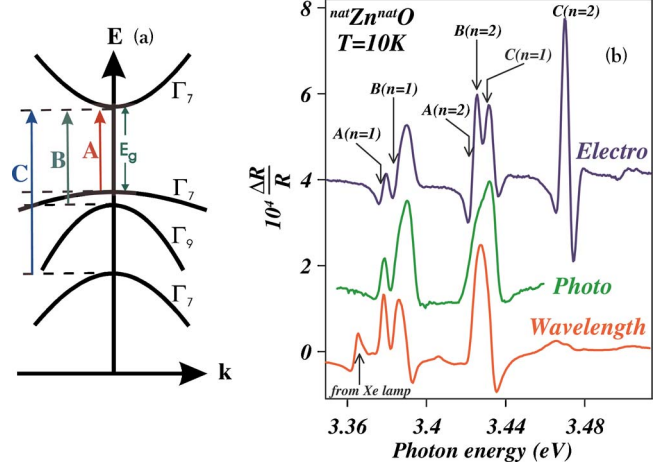 E (a)
Γ7
C B A Eg
Γ7
Γ9
Γ7
k
natZnnatO
T=10K
(b)
C(n=2)
B(n=2)
C(n=1)
B(n=1)
A(n=2)
A(n=1)
Electro
Photo
Wavelength
from Xe lamp
10⁴ ΔR/R
8
6
4
2
0
3.36 3.4 3.44 3.48
Photon energy (eV)